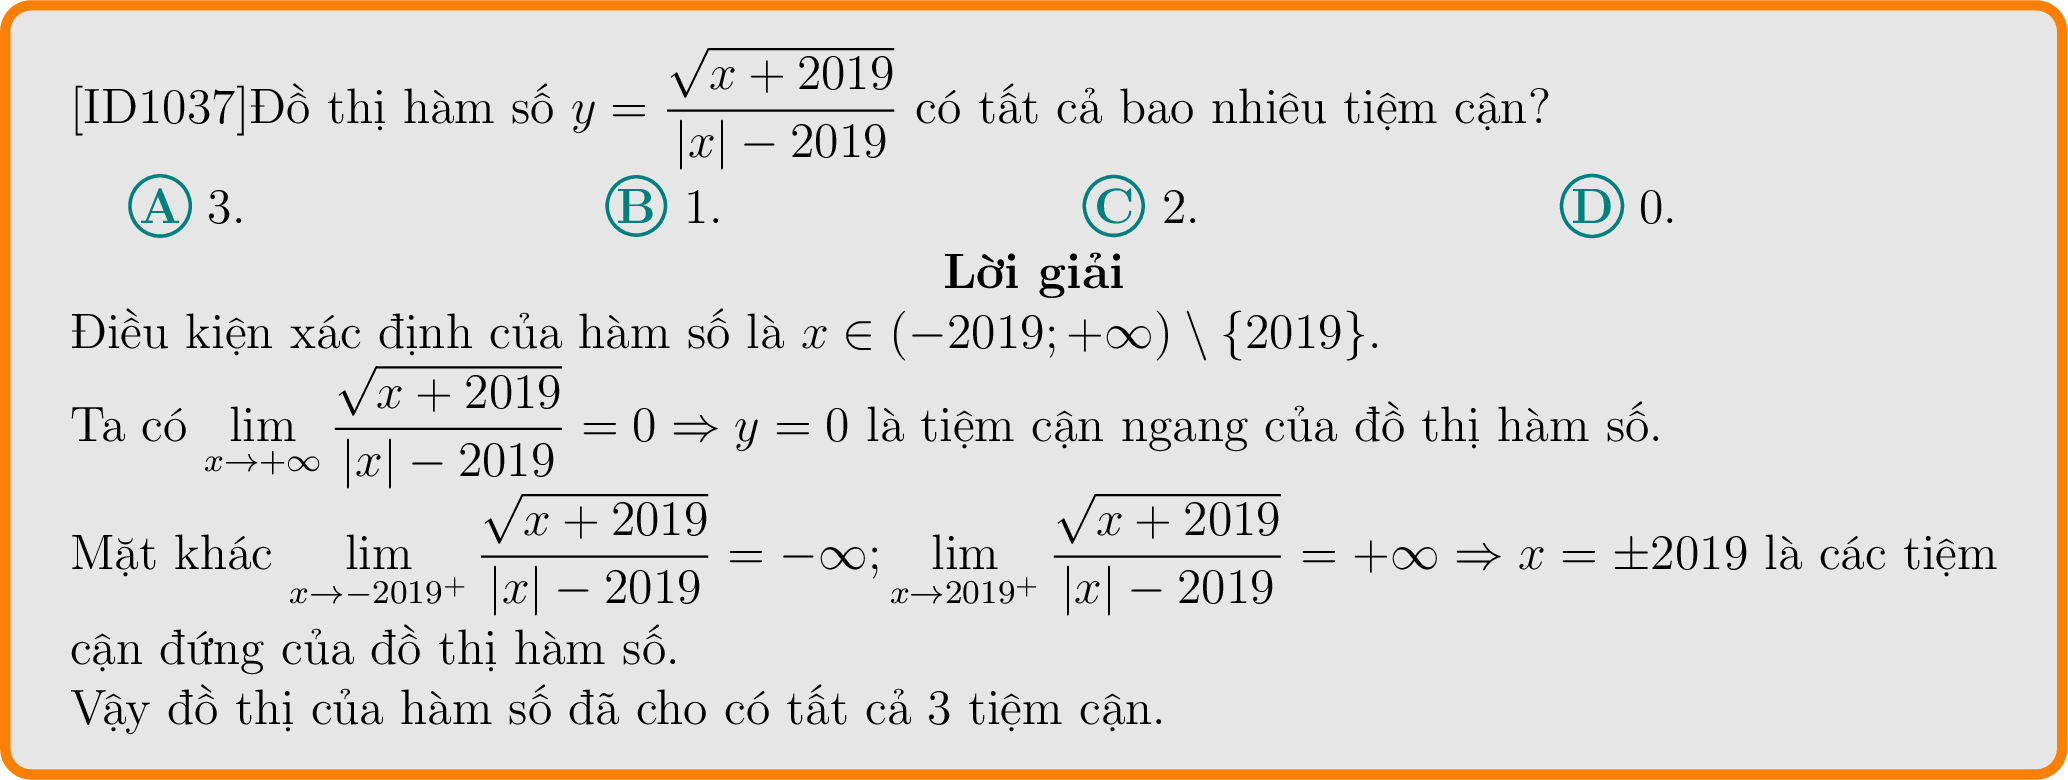 [ID1037]Đồ thị hàm số $y = \dfrac{\sqrt{x+2019}}{|x|-2019}$ có tất cả bao nhiêu tiệm cận?
A 3. B 1. C 2. D 0.
Lời giải
Điều kiện xác định của hàm số là $x \in (-2019; +\infty) \setminus \{2019\}$.
Ta có $\lim\limits_{x \to +\infty} \dfrac{\sqrt{x+2019}}{|x|-2019} = 0 \Rightarrow y = 0$ là tiệm cận ngang của đồ thị hàm số.
Mặt khác $\lim\limits_{x \to -2019^+} \dfrac{\sqrt{x+2019}}{|x|-2019} = -\infty; \lim\limits_{x \to 2019^+} \dfrac{\sqrt{x+2019}}{|x|-2019} = +\infty \Rightarrow x = \pm 2019$ là các tiệm
cận đứng của đồ thị hàm số.
Vậy đồ thị của hàm số đã cho có tất cả 3 tiệm cận.